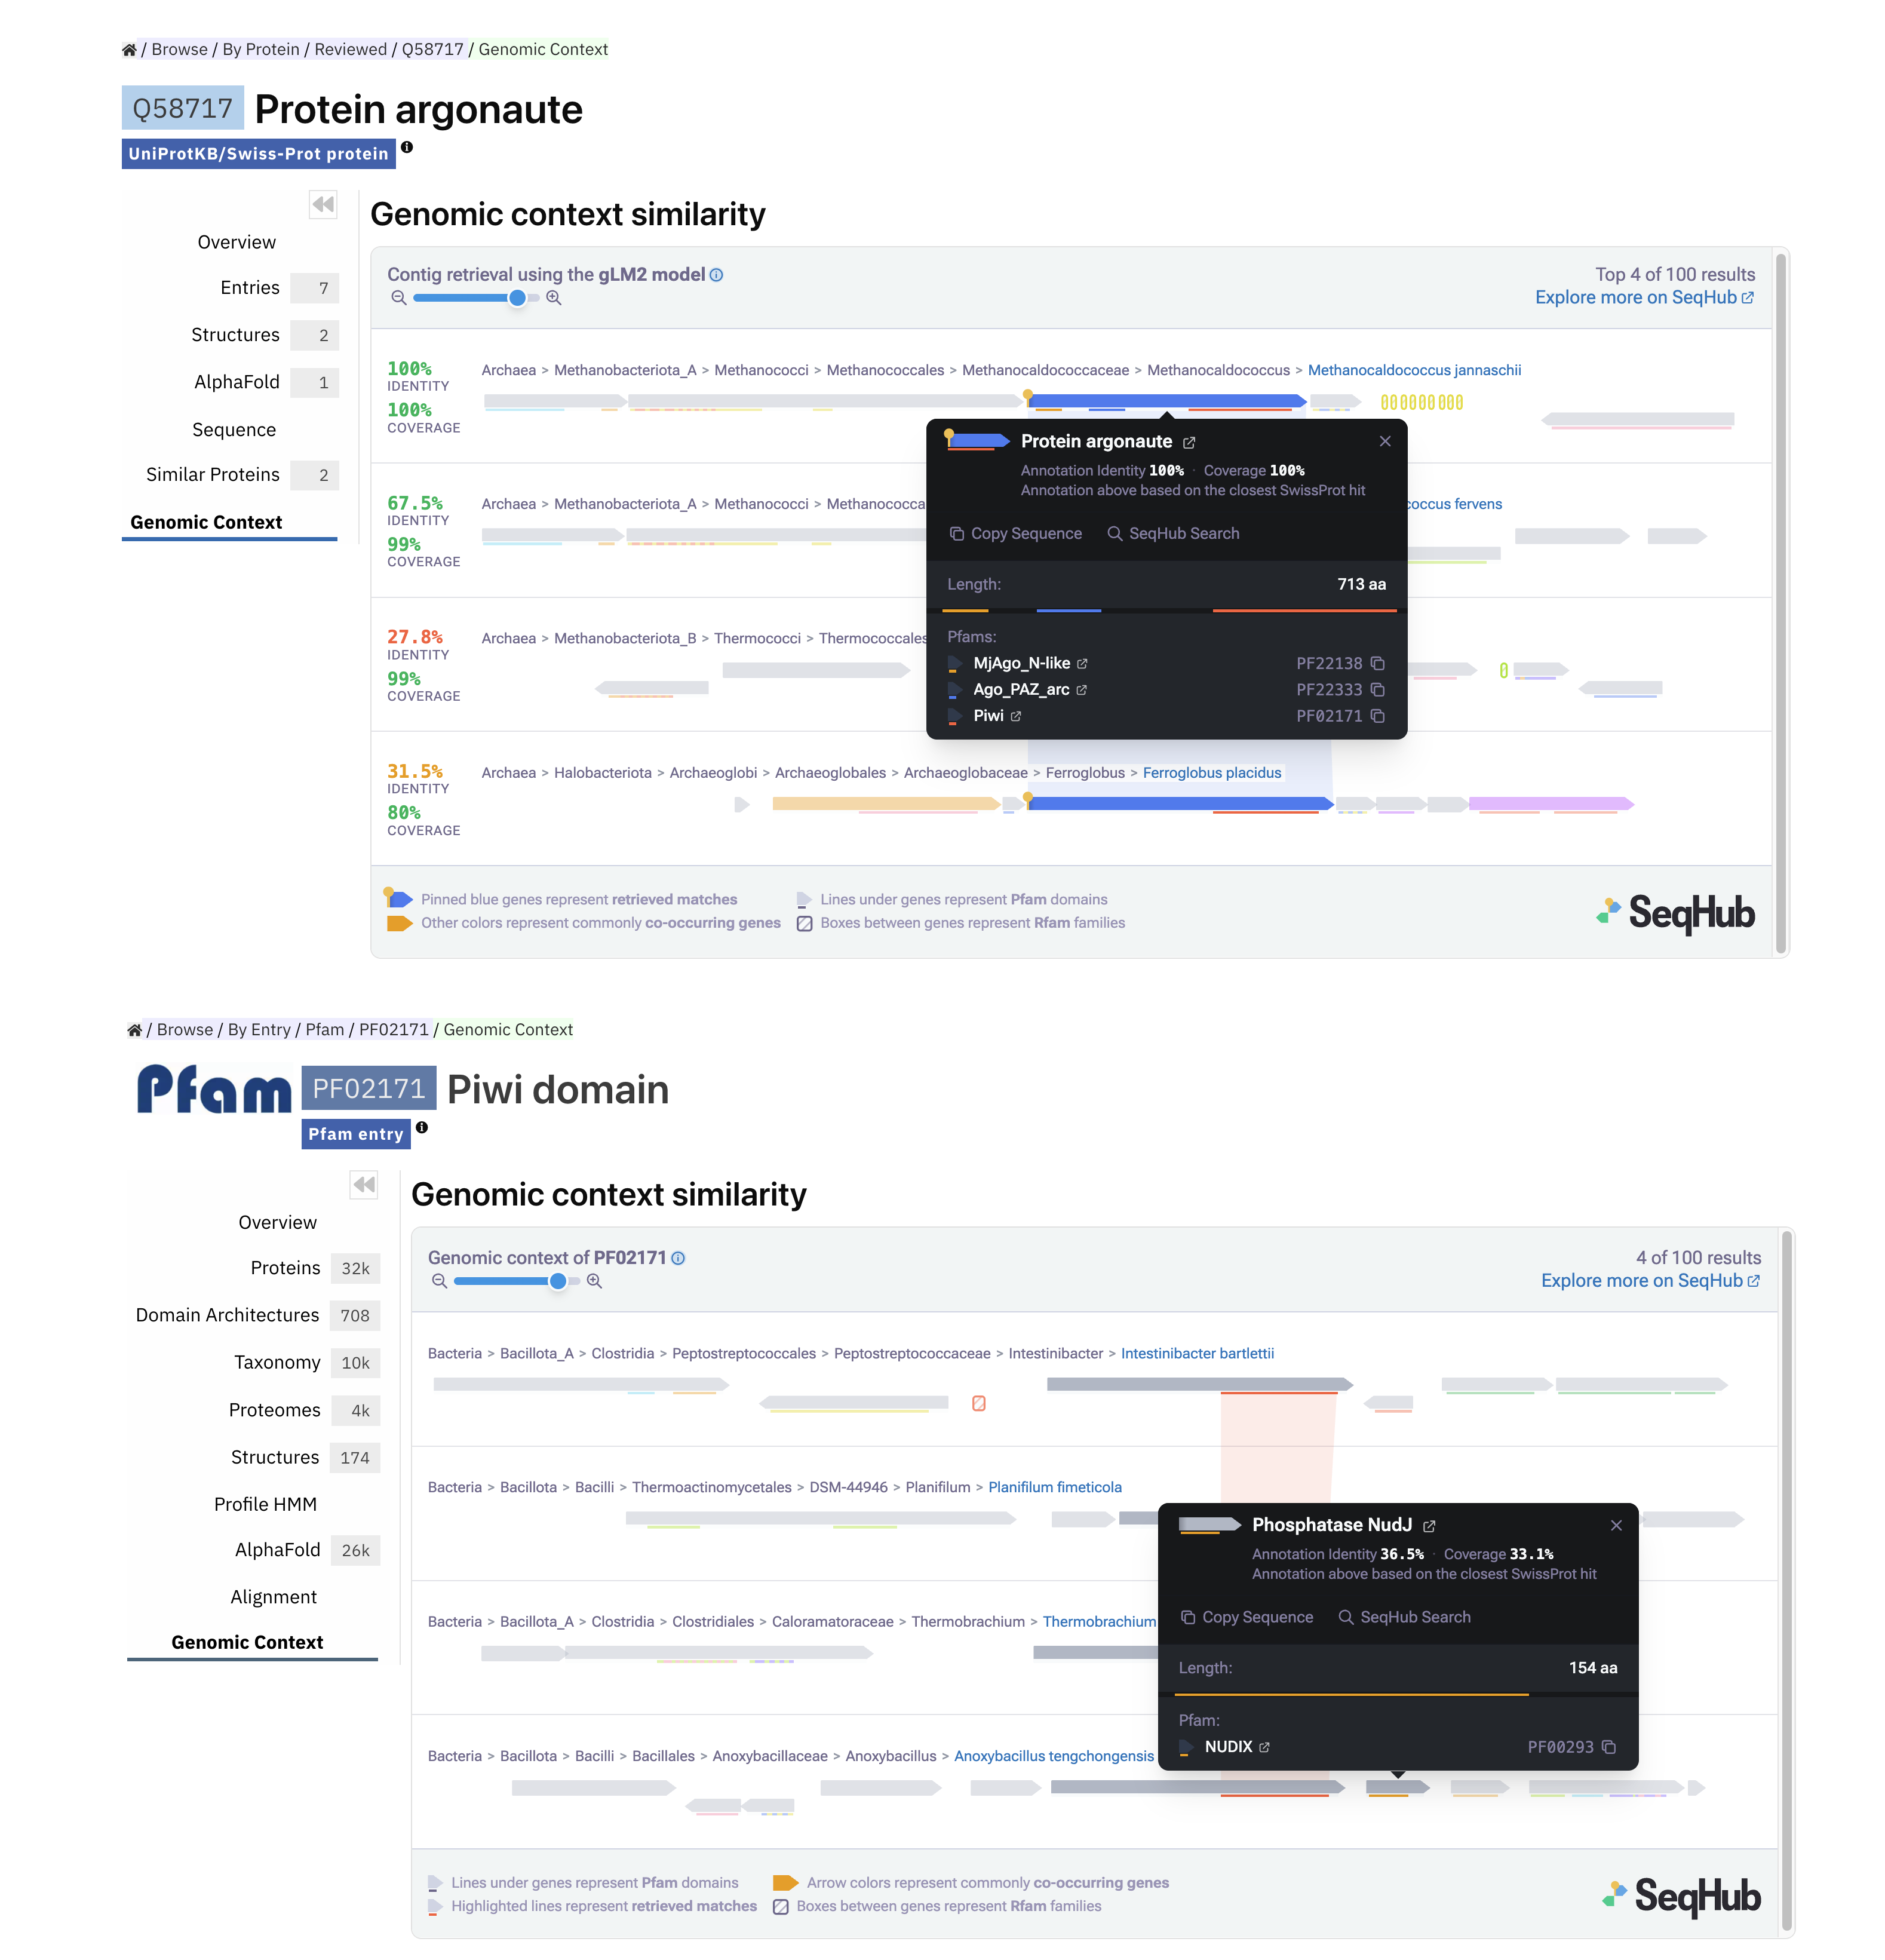 / Browse / By Protein / Reviewed / Q58717 / Genomic Context
Q58717 Protein argonaute
UniProtKB/Swiss-Prot protein
Overview
Entries 7
Structures 2
AlphaFold 1
Sequence
Similar Proteins 2
Genomic Context
Genomic context similarity
Contig retrieval using the gLM2 model
Top 4 of 100 results
Explore more on SeqHub
100%
IDENTITY
100%
COVERAGE
Archaea > Methanobacteriota_A > Methanococci > Methanococcales > Methanocaldococcaceae > Methanocaldococcus > Methanocaldococcus jannaschii
67.5%
IDENTITY
99%
COVERAGE
Archaea > Methanobacteriota_A > Methanococci > Methanococca
coccus fervens
27.8%
IDENTITY
99%
COVERAGE
Archaea > Methanobacteriota_B > Thermococci > Thermococcales
31.5%
IDENTITY
80%
COVERAGE
Archaea > Halobacteriota > Archaeoglobi > Archaeoglobales > Archaeoglobaceae > Ferroglobus > Ferroglobus placidus
Protein argonaute
Annotation Identity 100% · Coverage 100%
Annotation above based on the closest SwissProt hit
Copy Sequence SeqHub Search
Length: 713 aa
Pfams:
MjAgo_N-like PF22138
Ago_PAZ_arc PF22333
Piwi PF02171
Pinned blue genes represent retrieved matches
Lines under genes represent Pfam domains
Other colors represent commonly co-occurring genes
Boxes between genes represent Rfam families
SeqHub
/ Browse / By Entry / Pfam / PF02171 / Genomic Context
Pfam PF02171 Piwi domain
Pfam entry
Overview
Proteins 32k
Domain Architectures 708
Taxonomy 10k
Proteomes 4k
Structures 174
Profile HMM
AlphaFold 26k
Alignment
Genomic Context
Genomic context similarity
Genomic context of PF02171
4 of 100 results
Explore more on SeqHub
Bacteria > Bacillota_A > Clostridia > Peptostreptococcales > Peptostreptococcaceae > Intestinibacter > Intestinibacter bartlettii
Bacteria > Bacillota > Bacilli > Thermoactinomycetales > DSM-44946 > Planifilum > Planifilum fimeticola
Bacteria > Bacillota_A > Clostridia > Clostridiales > Caloramatoraceae > Thermobrachium > Thermobrachium
Bacteria > Bacillota > Bacilli > Bacillales > Anoxybacillaceae > Anoxybacillus > Anoxybacillus tengchongensis
Phosphatase NudJ
Annotation Identity 36.5% · Coverage 33.1%
Annotation above based on the closest SwissProt hit
Copy Sequence SeqHub Search
Length: 154 aa
Pfam:
NUDIX PF00293
Lines under genes represent Pfam domains
Arrow colors represent commonly co-occurring genes
Highlighted lines represent retrieved matches
Boxes between genes represent Rfam families
SeqHub